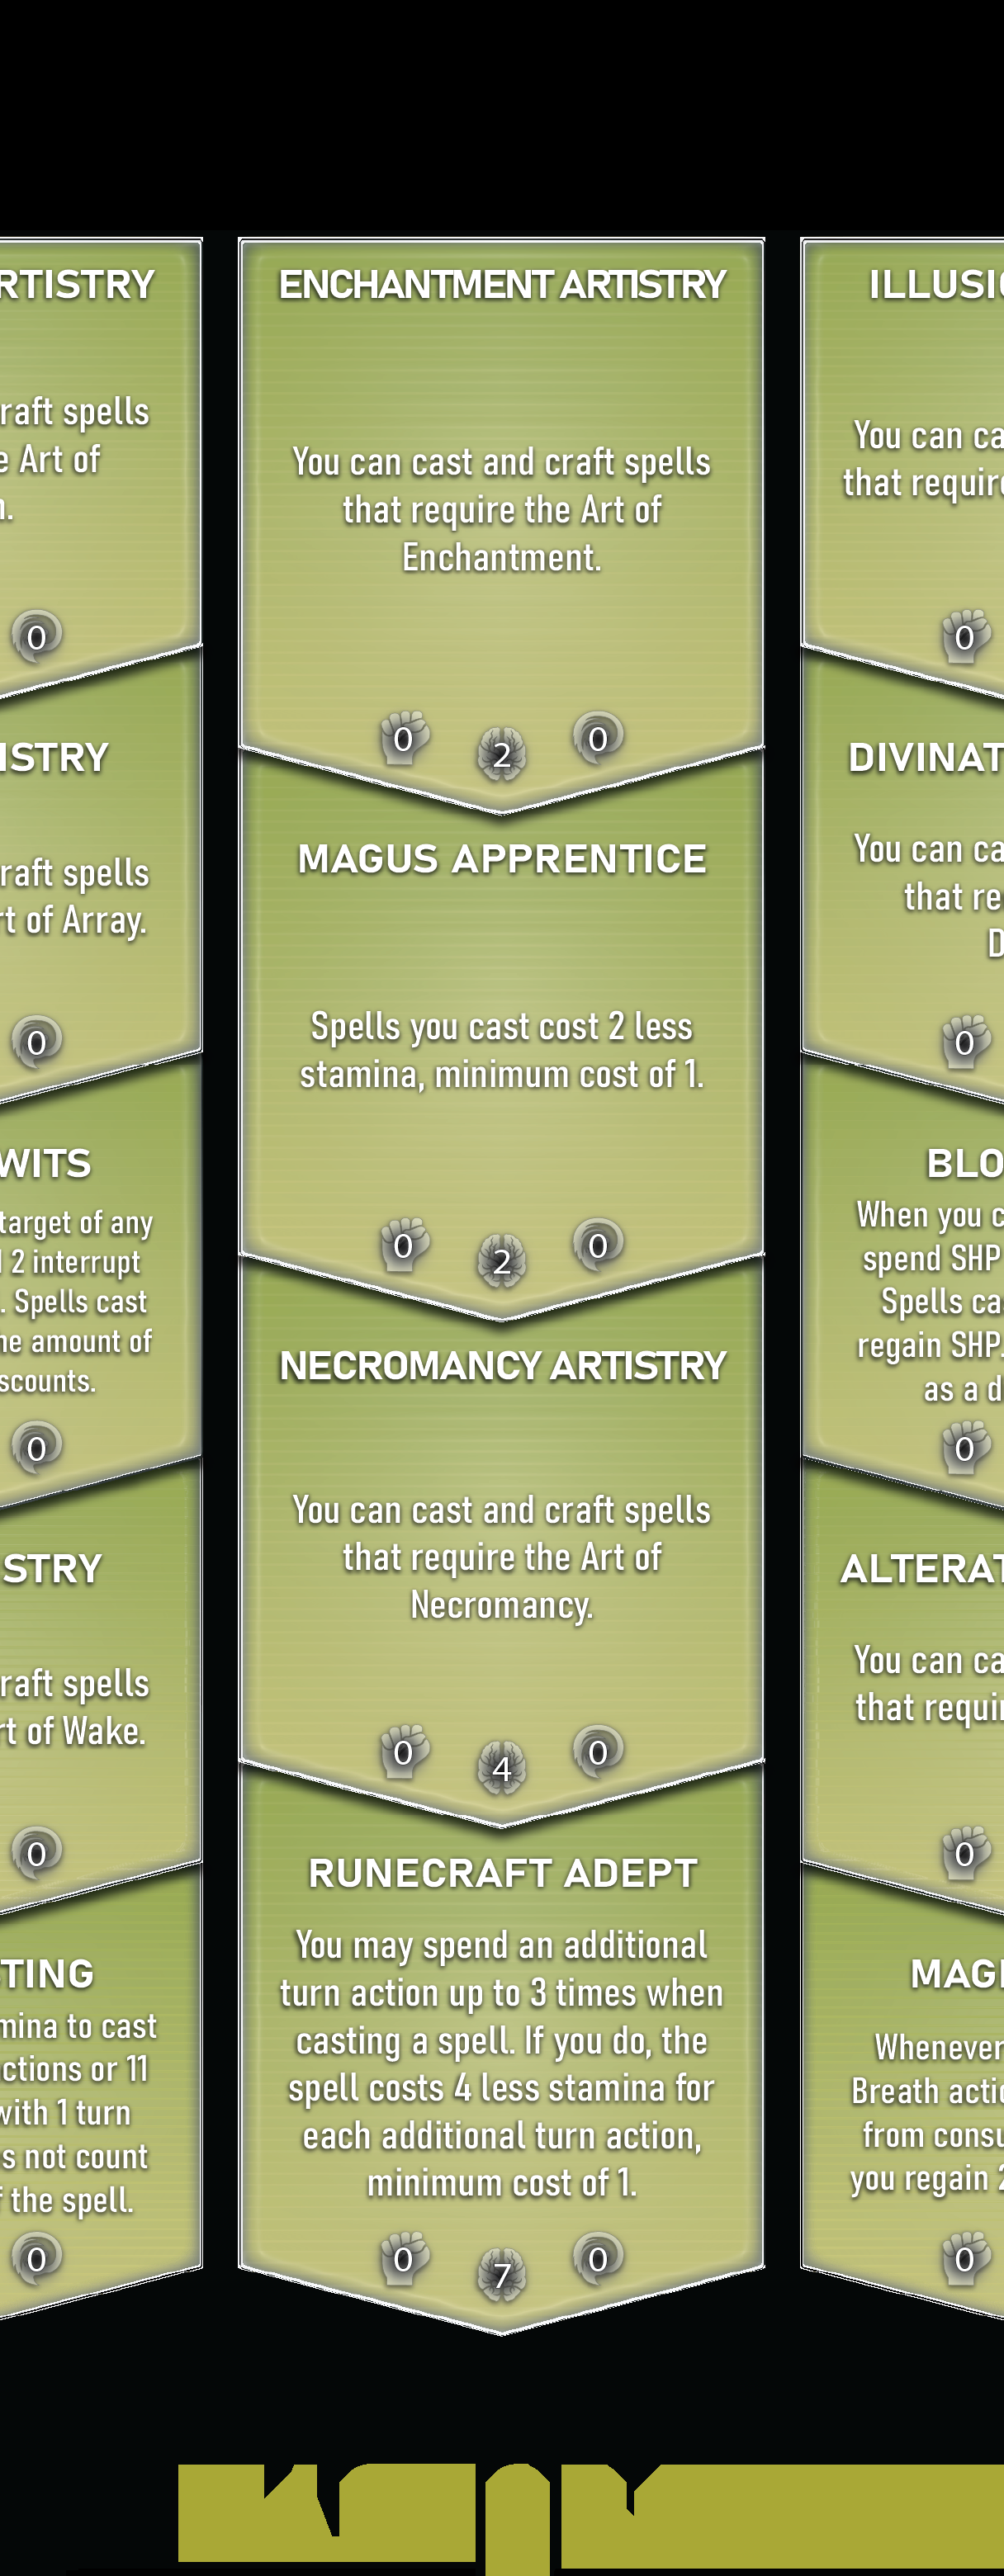 RTISTRY
raft spells
e Art of
n.
0
ISTRY
raft spells
rt of Array.
0
WITS
target of any
2 interrupt
. Spells cast
he amount of
scounts.
0
STRY
raft spells
rt of Wake.
0
TING
mina to cast
ctions or 11
with 1 turn
s not count
f the spell.
0
ENCHANTMENT ARTISTRY
You can cast and craft spells
that require the Art of
Enchantment.
0 2 0
MAGUS APPRENTICE
Spells you cast cost 2 less
stamina, minimum cost of 1.
0 2 0
NECROMANCY ARTISTRY
You can cast and craft spells
that require the Art of
Necromancy.
0 4 0
RUNECRAFT ADEPT
You may spend an additional
turn action up to 3 times when
casting a spell. If you do, the
spell costs 4 less stamina for
each additional turn action,
minimum cost of 1.
0 7 0
ILLUSI
You can ca
that require
0
DIVINAT
You can ca
that re
D
0
BLO
When you c
spend SHP
Spells ca
regain SHP.
as a d
0
ALTERAT
You can ca
that requir
0
MAG
Whenever
Breath actio
from consu
you regain 2
0